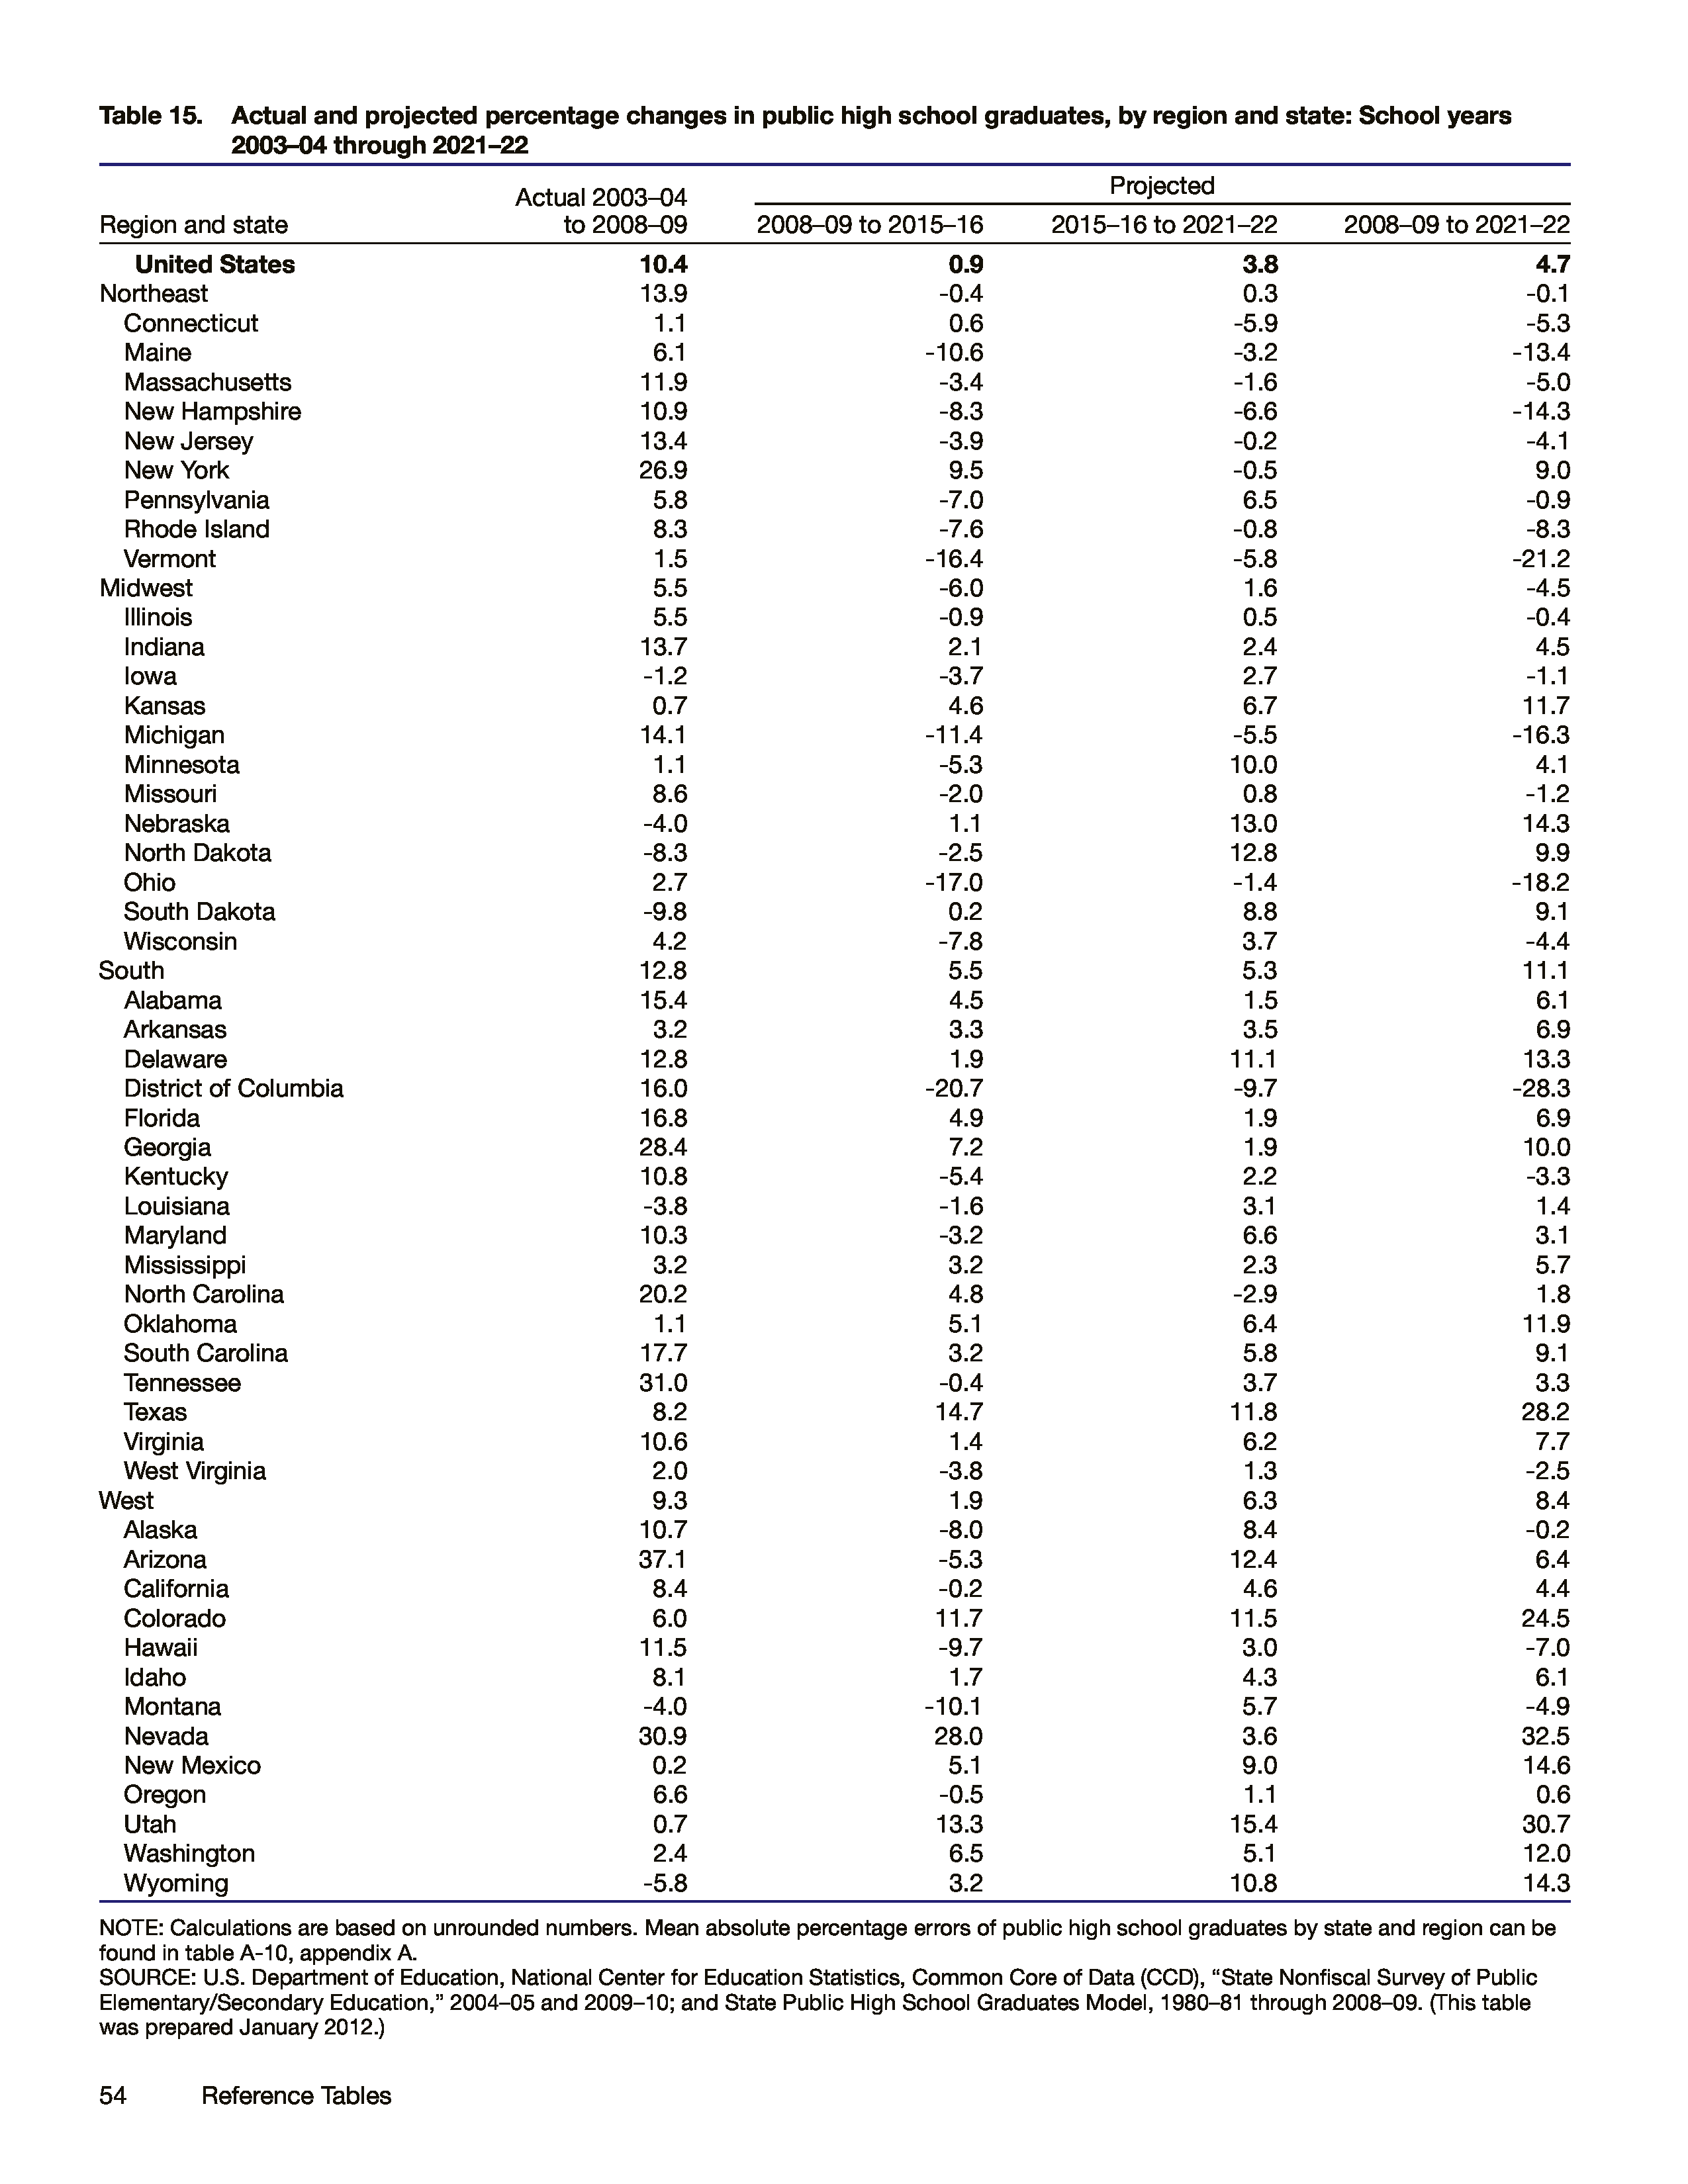 Table 15. Actual and projected percentage changes in public high school graduates, by region and state: School years
2003–04 through 2021–22
Projected
Actual 2003–04
Region and state to 2008–09 2008–09 to 2015–16 2015–16 to 2021–22 2008–09 to 2021–22
United States 10.4 0.9 3.8 4.7
Northeast 13.9 -0.4 0.3 -0.1
Connecticut 1.1 0.6 -5.9 -5.3
Maine 6.1 -10.6 -3.2 -13.4
Massachusetts 11.9 -3.4 -1.6 -5.0
New Hampshire 10.9 -8.3 -6.6 -14.3
New Jersey 13.4 -3.9 -0.2 -4.1
New York 26.9 9.5 -0.5 9.0
Pennsylvania 5.8 -7.0 6.5 -0.9
Rhode Island 8.3 -7.6 -0.8 -8.3
Vermont 1.5 -16.4 -5.8 -21.2
Midwest 5.5 -6.0 1.6 -4.5
Illinois 5.5 -0.9 0.5 -0.4
Indiana 13.7 2.1 2.4 4.5
Iowa -1.2 -3.7 2.7 -1.1
Kansas 0.7 4.6 6.7 11.7
Michigan 14.1 -11.4 -5.5 -16.3
Minnesota 1.1 -5.3 10.0 4.1
Missouri 8.6 -2.0 0.8 -1.2
Nebraska -4.0 1.1 13.0 14.3
North Dakota -8.3 -2.5 12.8 9.9
Ohio 2.7 -17.0 -1.4 -18.2
South Dakota -9.8 0.2 8.8 9.1
Wisconsin 4.2 -7.8 3.7 -4.4
South 12.8 5.5 5.3 11.1
Alabama 15.4 4.5 1.5 6.1
Arkansas 3.2 3.3 3.5 6.9
Delaware 12.8 1.9 11.1 13.3
District of Columbia 16.0 -20.7 -9.7 -28.3
Florida 16.8 4.9 1.9 6.9
Georgia 28.4 7.2 1.9 10.0
Kentucky 10.8 -5.4 2.2 -3.3
Louisiana -3.8 -1.6 3.1 1.4
Maryland 10.3 -3.2 6.6 3.1
Mississippi 3.2 3.2 2.3 5.7
North Carolina 20.2 4.8 -2.9 1.8
Oklahoma 1.1 5.1 6.4 11.9
South Carolina 17.7 3.2 5.8 9.1
Tennessee 31.0 -0.4 3.7 3.3
Texas 8.2 14.7 11.8 28.2
Virginia 10.6 1.4 6.2 7.7
West Virginia 2.0 -3.8 1.3 -2.5
West 9.3 1.9 6.3 8.4
Alaska 10.7 -8.0 8.4 -0.2
Arizona 37.1 -5.3 12.4 6.4
California 8.4 -0.2 4.6 4.4
Colorado 6.0 11.7 11.5 24.5
Hawaii 11.5 -9.7 3.0 -7.0
Idaho 8.1 1.7 4.3 6.1
Montana -4.0 -10.1 5.7 -4.9
Nevada 30.9 28.0 3.6 32.5
New Mexico 0.2 5.1 9.0 14.6
Oregon 6.6 -0.5 1.1 0.6
Utah 0.7 13.3 15.4 30.7
Washington 2.4 6.5 5.1 12.0
Wyoming -5.8 3.2 10.8 14.3
NOTE: Calculations are based on unrounded numbers. Mean absolute percentage errors of public high school graduates by state and region can be
found in table A-10, appendix A.
SOURCE: U.S. Department of Education, National Center for Education Statistics, Common Core of Data (CCD), “State Nonfiscal Survey of Public
Elementary/Secondary Education,” 2004–05 and 2009–10; and State Public High School Graduates Model, 1980–81 through 2008–09. (This table
was prepared January 2012.)
54 Reference Tables